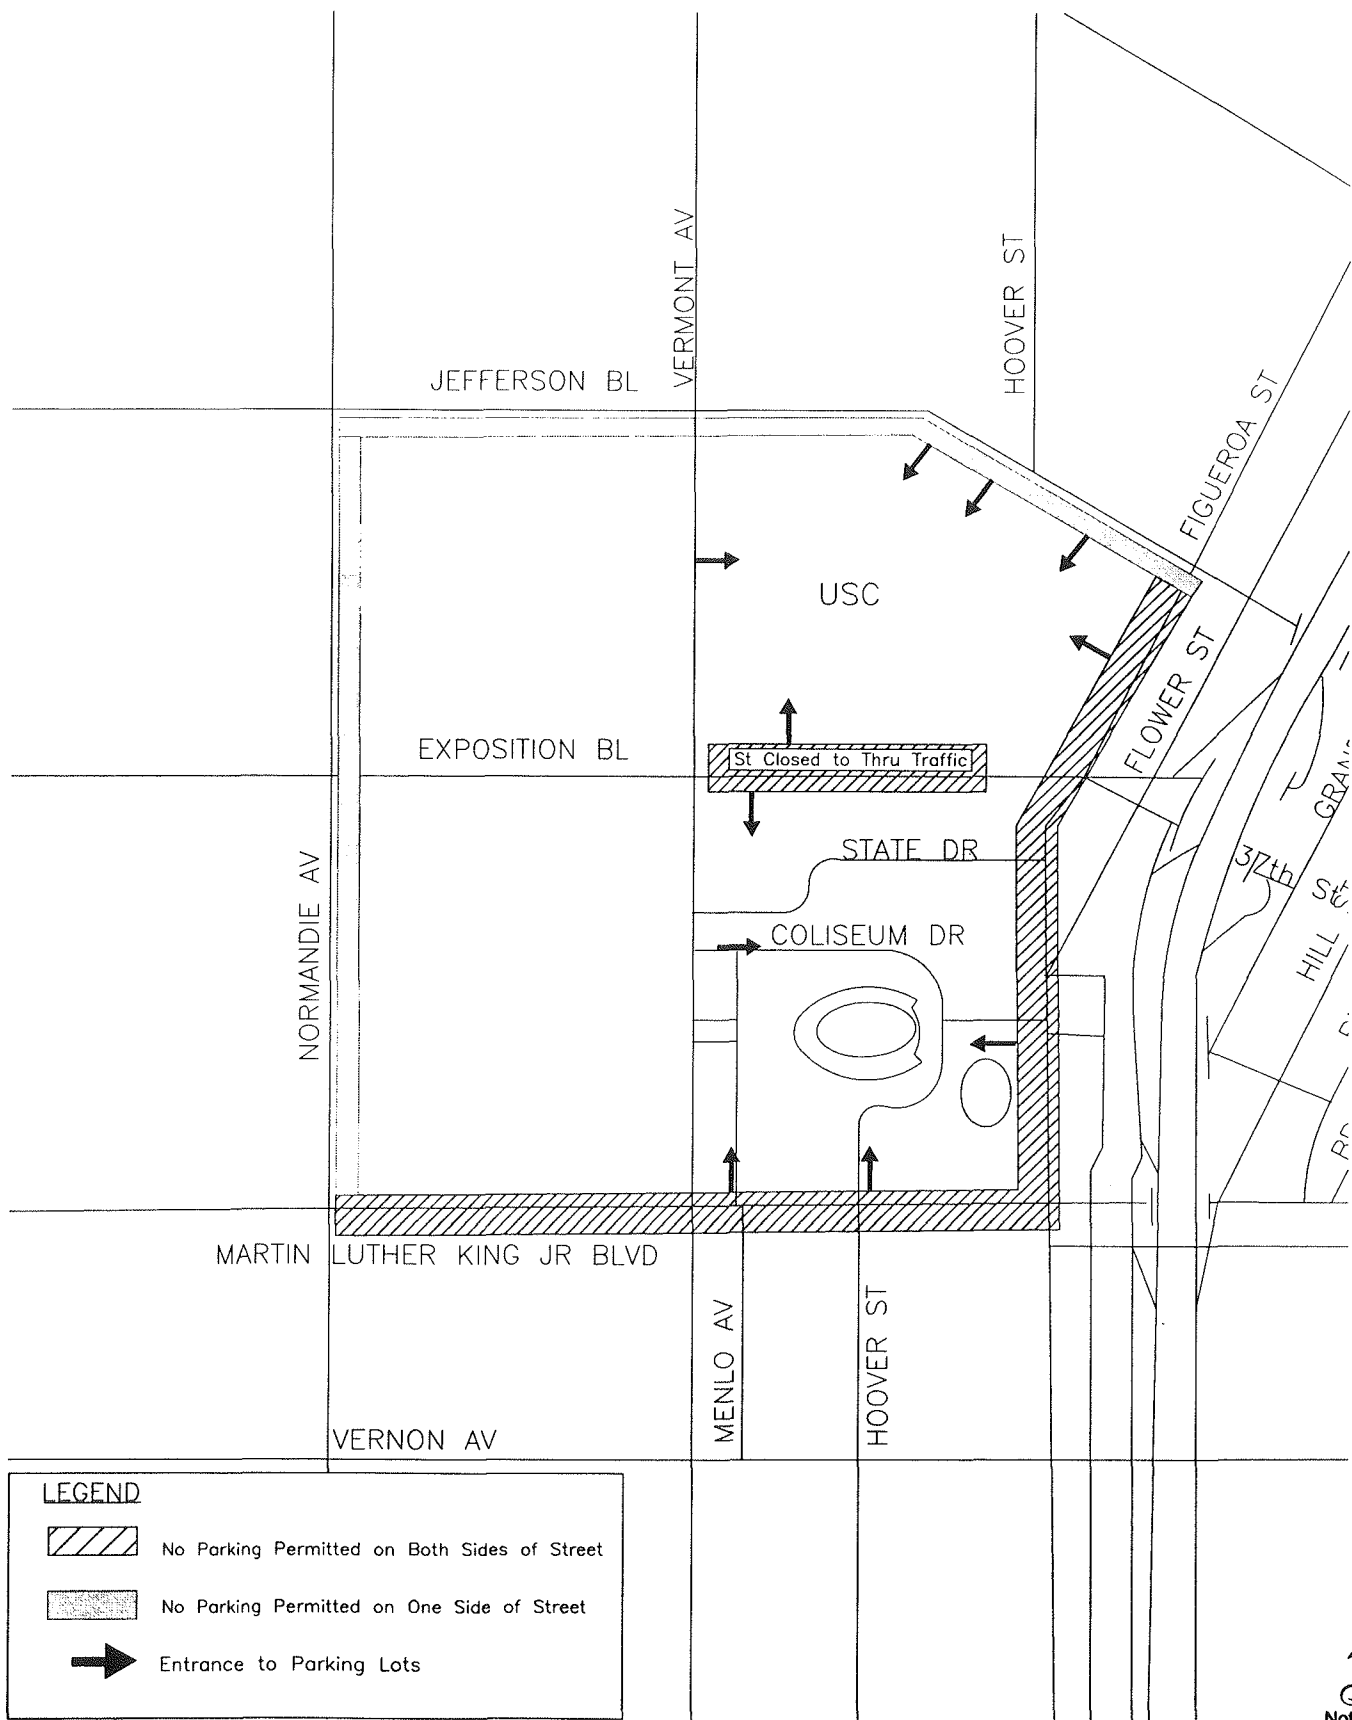 VERMONT AV
HOOVER ST
JEFFERSON BL
FIGUEROA ST
USC
FLOWER ST
EXPOSITION BL
St Closed to Thru Traffic
STATE DR
37th St
COLISEUM DR
HILL
NORMANDIE AV
MARTIN LUTHER KING JR BLVD
MENLO AV
HOOVER ST
VERNON AV
LEGEND
No Parking Permitted on Both Sides of Street
No Parking Permitted on One Side of Street
Entrance to Parking Lots